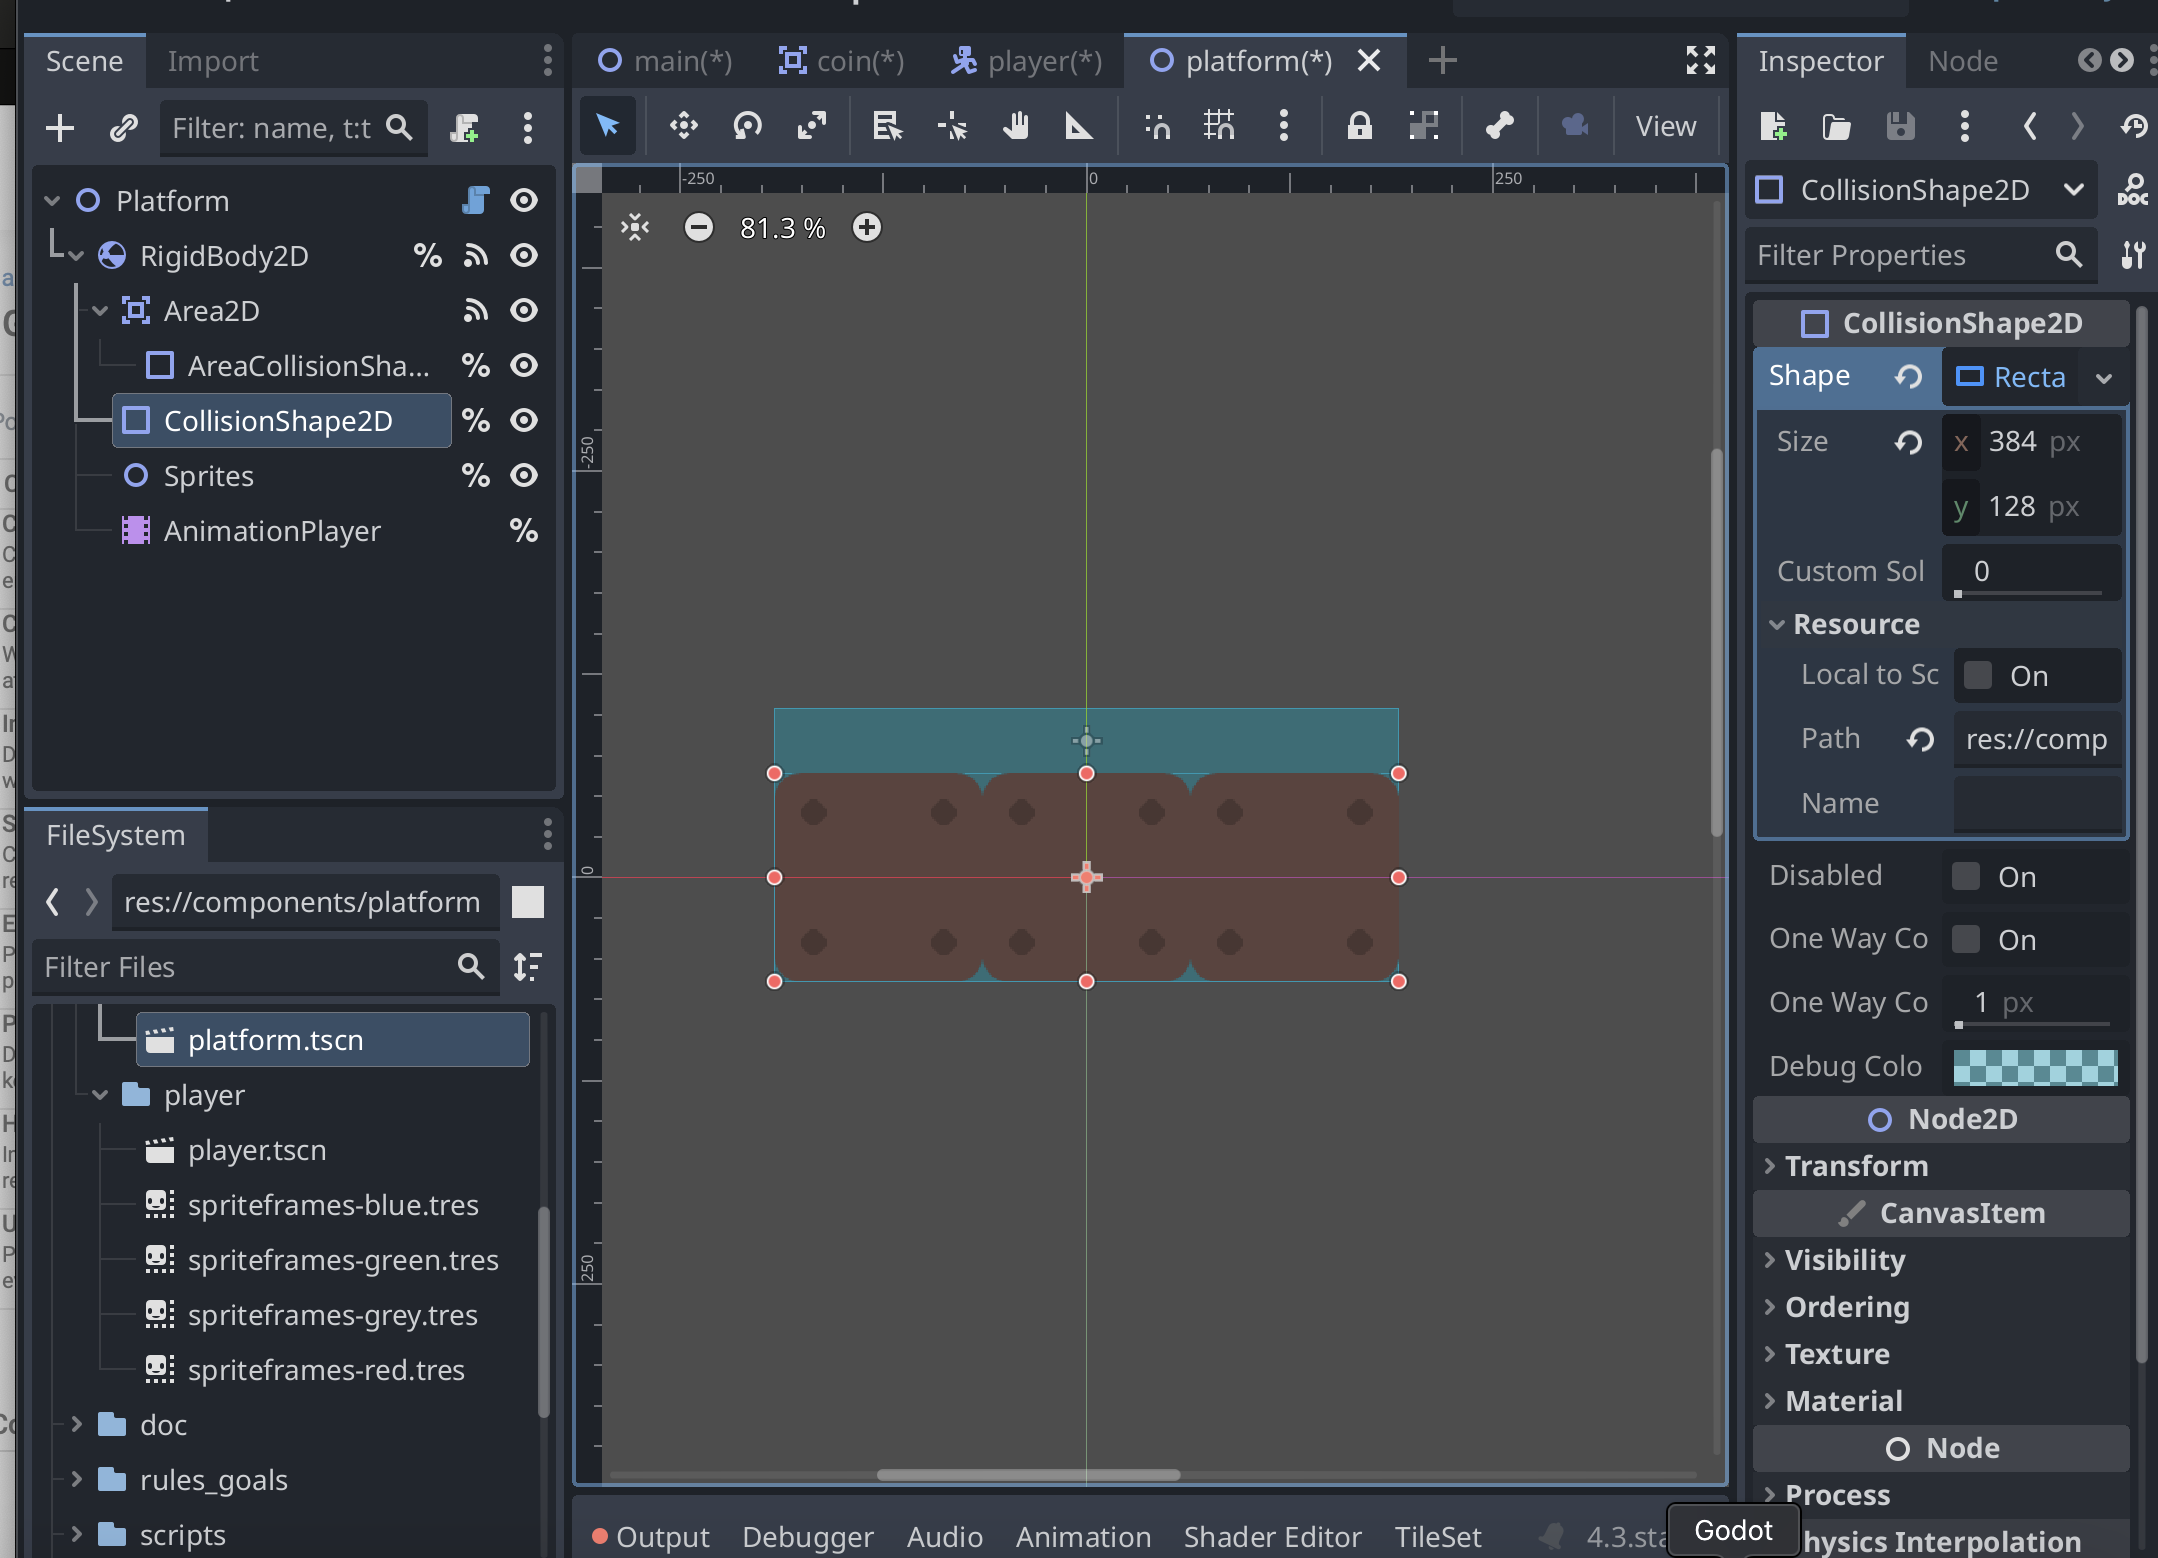 Scene
Import
Filter: name, t:t
Platform
RigidBody2D
Area2D
AreaCollisionSha...
CollisionShape2D
Sprites
AnimationPlayer
FileSystem
res://components/platform
Filter Files
platform.tscn
player
player.tscn
spriteframes-blue.tres
spriteframes-green.tres
spriteframes-grey.tres
spriteframes-red.tres
doc
rules_goals
scripts
main(*)
coin(*)
player(*)
platform(*)
View
-250
0
250
81.3 %
-250
0
250
Output
Debugger
Audio
Animation
Shader Editor
TileSet
4.3.sta
Godot
Inspector
Node
CollisionShape2D
DOC
Filter Properties
CollisionShape2D
Shape
Recta
Size
x 384 px
y 128 px
Custom Sol
0
Resource
Local to Sc
On
Path
res://comp
Name
Disabled
On
One Way Co
On
One Way Co
1 px
Debug Colo
Node2D
Transform
CanvasItem
Visibility
Ordering
Texture
Material
Node
Process
hysics Interpolation